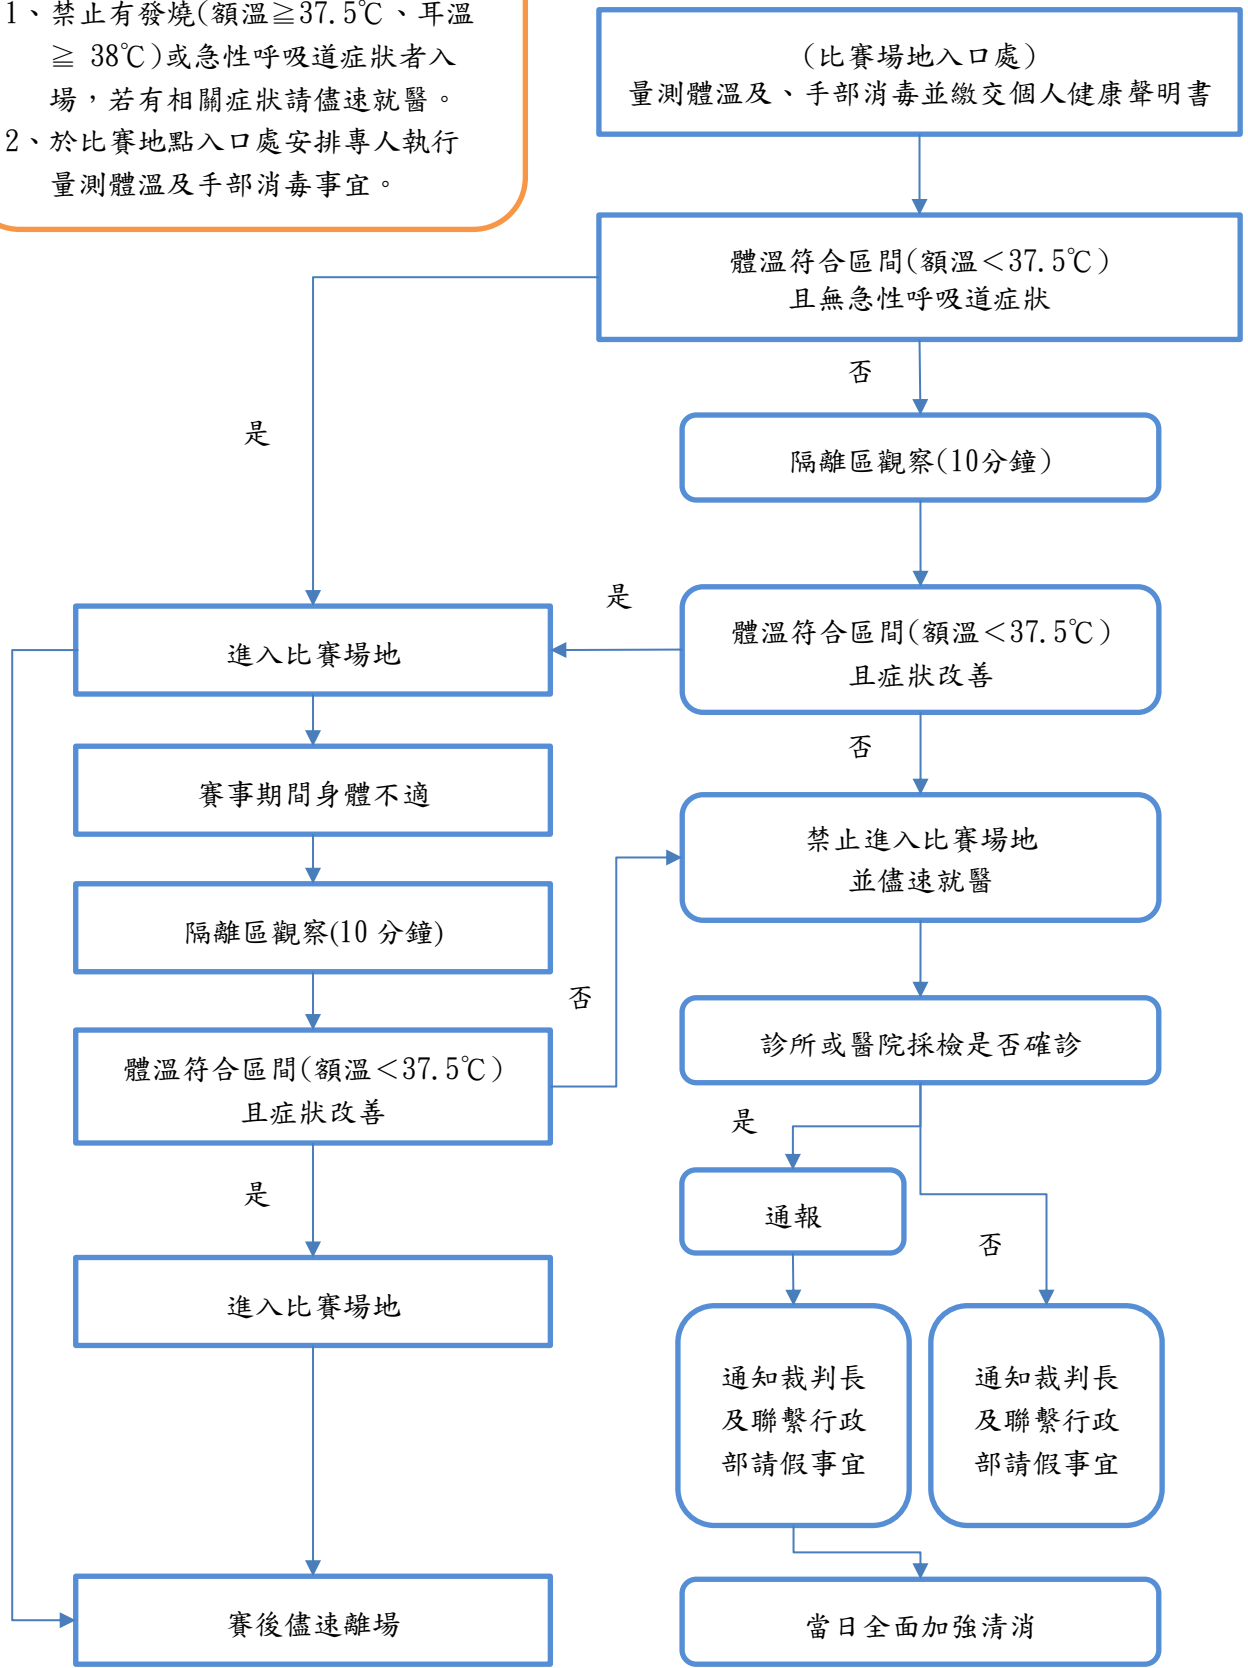 1、禁止有發燒(額溫≧37.5℃、耳溫
≧ 38℃)或急性呼吸道症狀者入
場，若有相關症狀請儘速就醫。
2、於比賽地點入口處安排專人執行
量測體溫及手部消毒事宜。
(比賽場地入口處)
量測體溫及、手部消毒並繳交個人健康聲明書
體溫符合區間(額溫＜37.5℃)
且無急性呼吸道症狀
否
是
隔離區觀察(10分鐘)
體溫符合區間(額溫＜37.5℃)
且症狀改善
是
進入比賽場地
否
賽事期間身體不適
禁止進入比賽場地
並儘速就醫
隔離區觀察(10 分鐘)
否
體溫符合區間(額溫＜37.5℃)
且症狀改善
診所或醫院採檢是否確診
是
是
通報
否
進入比賽場地
通知裁判長
及聯繫行政
部請假事宜
通知裁判長
及聯繫行政
部請假事宜
賽後儘速離場
當日全面加強清消